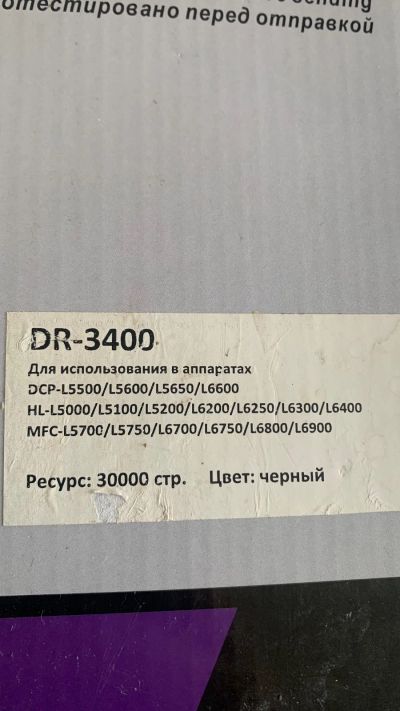 отестировано перед отправкой
DR-3400
Для использования в аппаратах
DCP-L5500/L5600/L5650/L6600
HL-L5000/L5100/L5200/L6200/L6250/L6300/L6400
MFC-L5700/L5750/L6700/L6750/L6800/L6900
Ресурс: 30000 стр. Цвет: черный